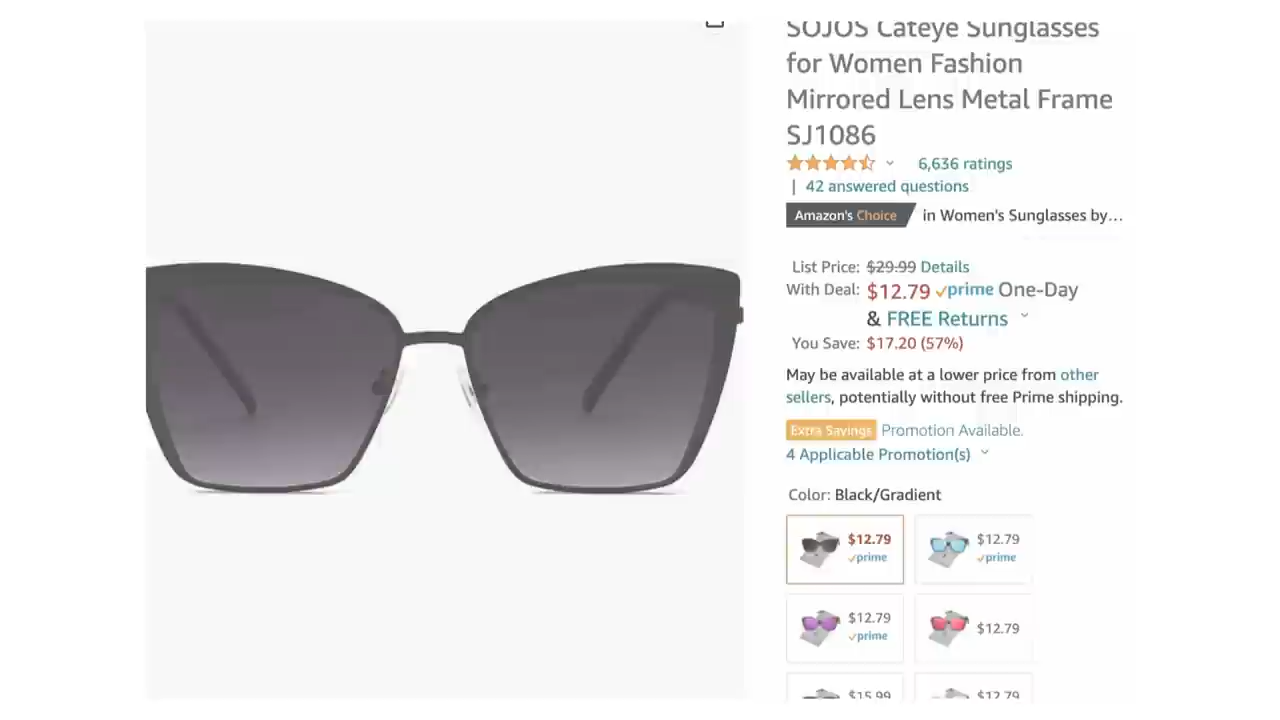 SOJOS Cateye Sunglasses
for Women Fashion
Mirrored Lens Metal Frame
SJ1086
6,636 ratings
| 42 answered questions
Amazon's Choice in Women's Sunglasses by...
List Price: $29.99 Details
With Deal: $12.79 prime One-Day
& FREE Returns
You Save: $17.20 (57%)
May be available at a lower price from other
sellers, potentially without free Prime shipping.
Extra Savings Promotion Available.
4 Applicable Promotion(s)
Color: Black/Gradient
$12.79 $12.79
prime prime
$12.79 $12.79
prime
$15.99 $12.79